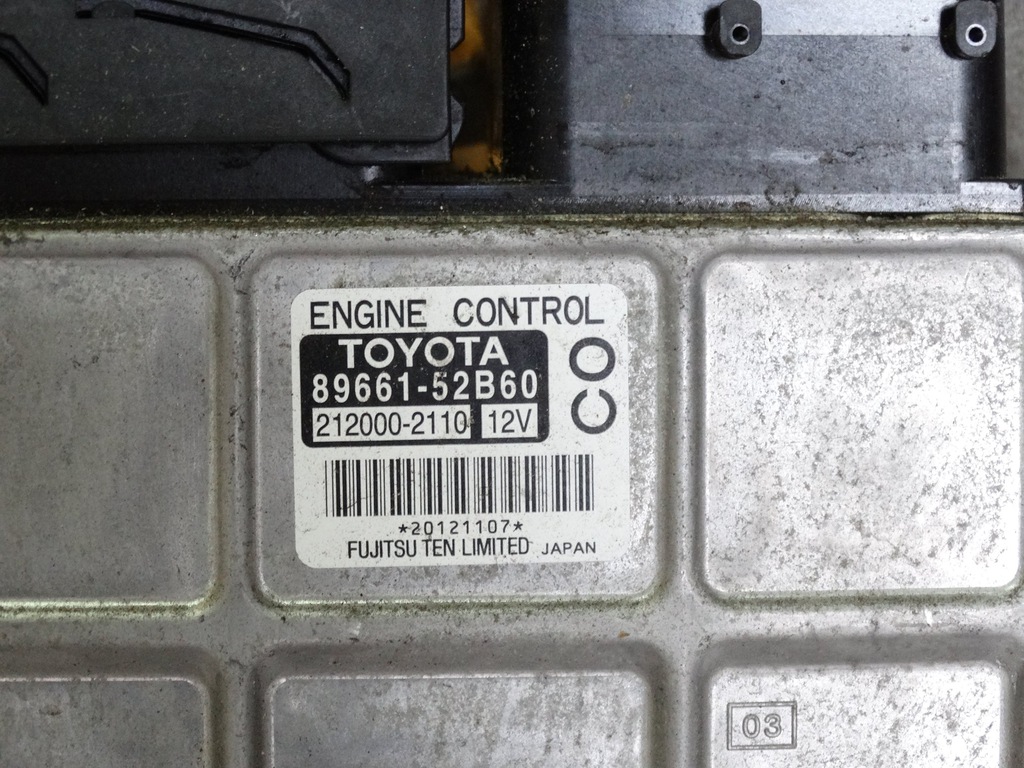 ENGINE CONTROL
TOYOTA
89661-52B60
212000-2110 12V
CO
*20121107*
FUJITSU TEN LIMITED JAPAN
03